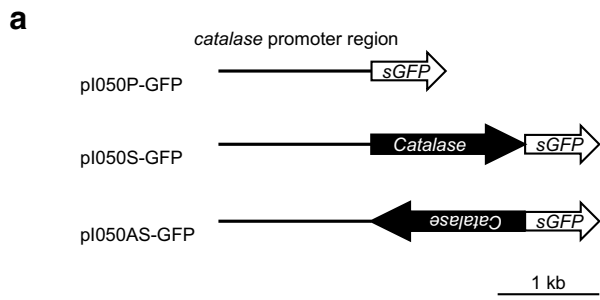 a
catalase promoter region
pI050P-GFP
sGFP
pI050S-GFP
Catalase
sGFP
pI050AS-GFP
Catalase
sGFP
1 kb